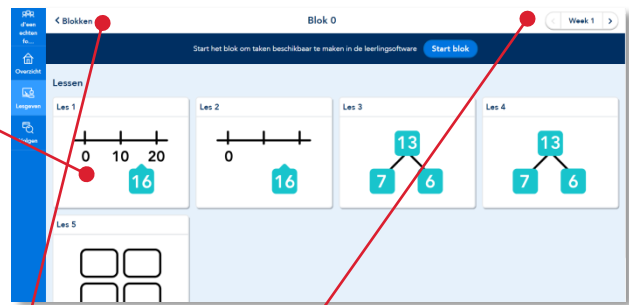 d'een
achten
fo...
Overzicht
Lesgeven
Volgen
< Blokken
Blok 0
< Week 1 >
Start het blok om taken beschikbaar te maken in de leerlingsoftware
Start blok
Lessen
Les 1
0 10 20
16
Les 2
0
16
Les 3
13
7 6
Les 4
13
7 6
Les 5